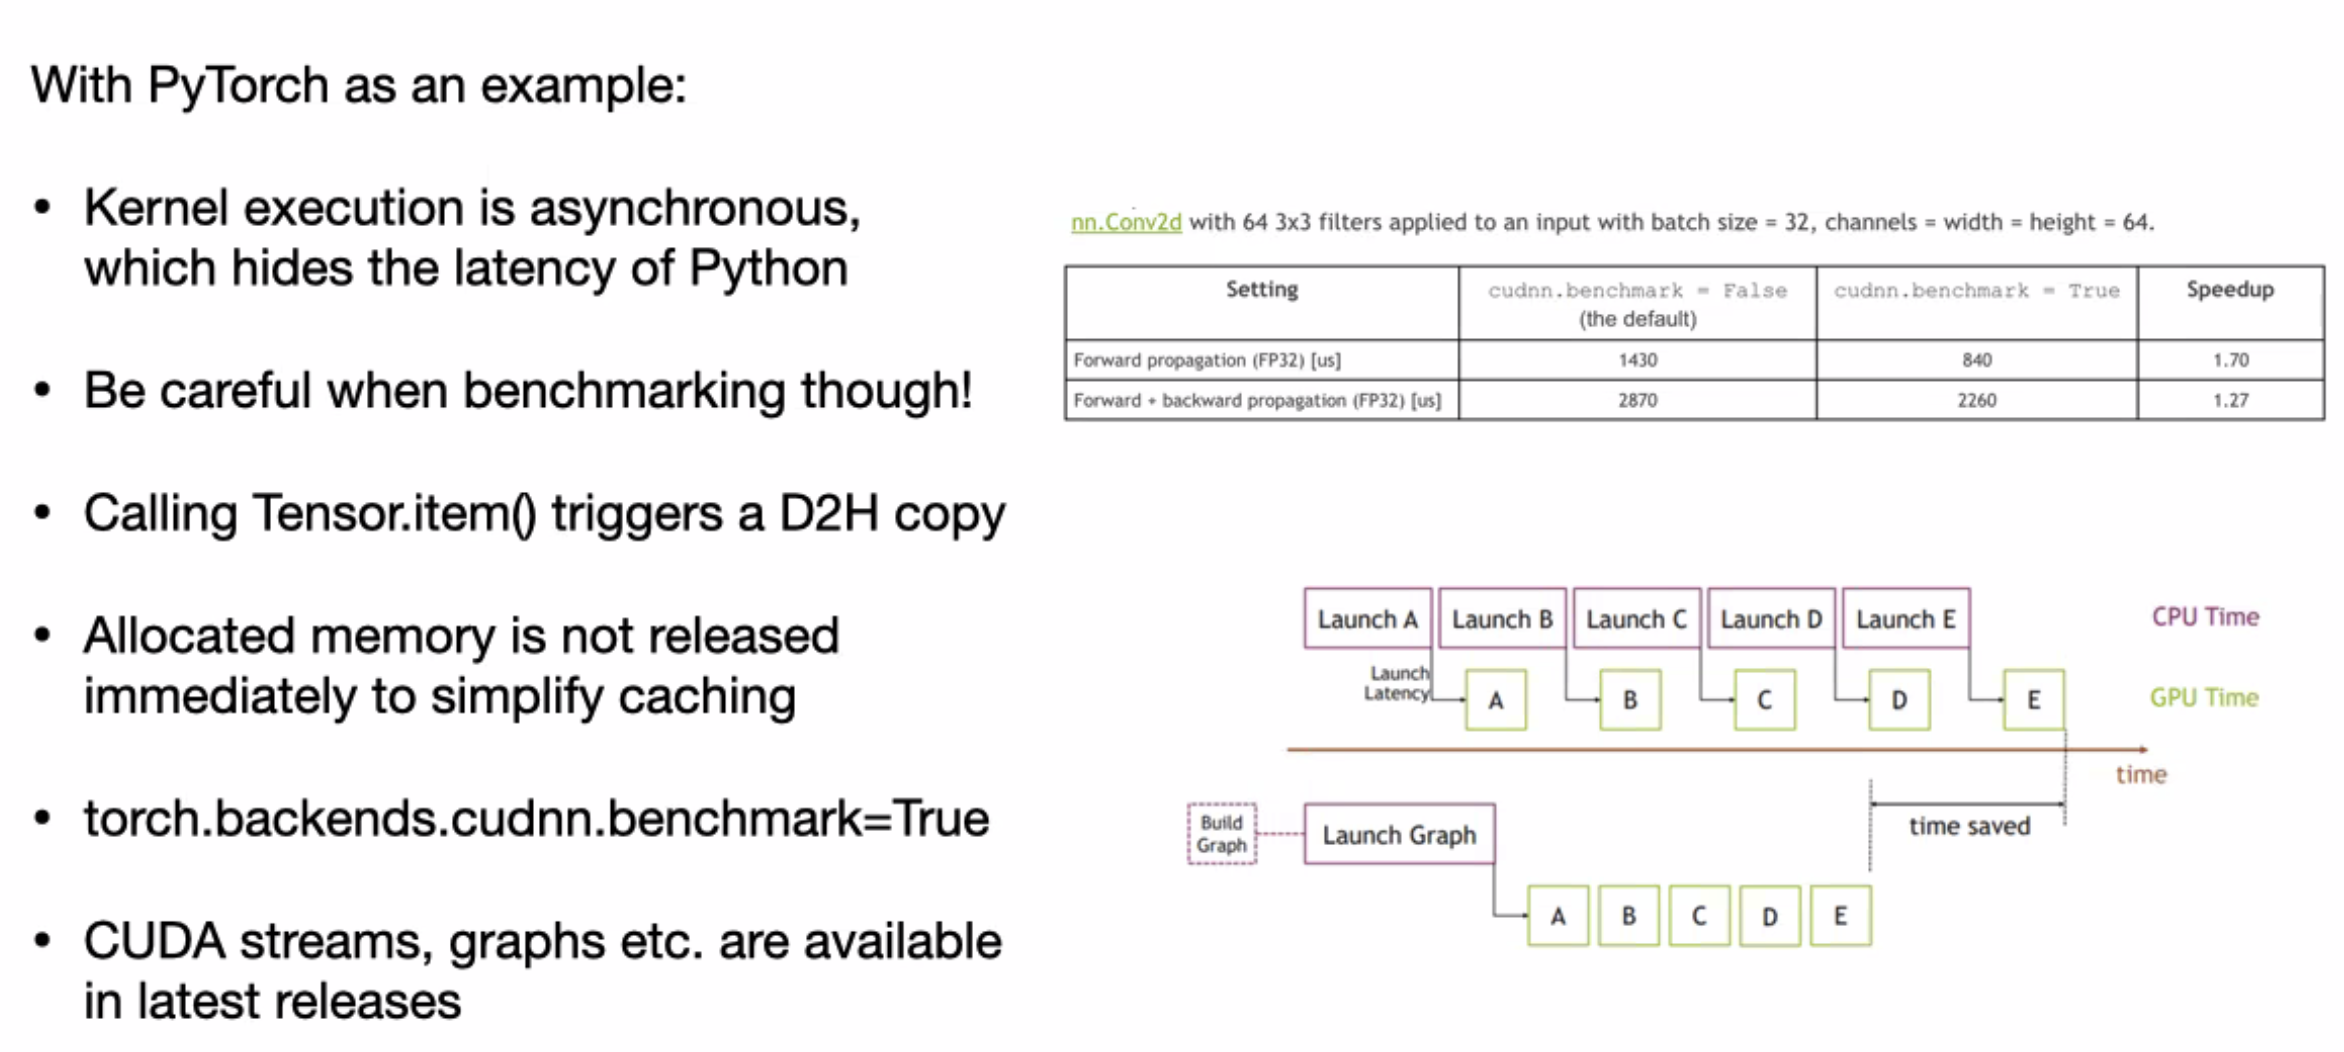 With PyTorch as an example:
• Kernel execution is asynchronous,
which hides the latency of Python
• Be careful when benchmarking though!
• Calling Tensor.item() triggers a D2H copy
• Allocated memory is not released
immediately to simplify caching
• torch.backends.cudnn.benchmark=True
• CUDA streams, graphs etc. are available
in latest releases
nn.Conv2d with 64 3x3 filters applied to an input with batch size = 32, channels = width = height = 64.
Setting cudnn.benchmark = False cudnn.benchmark = True Speedup
(the default)
Forward propagation (FP32) [us] 1430 840 1.70
Forward + backward propagation (FP32) [us] 2870 2260 1.27
Launch A Launch B Launch C Launch D Launch E CPU Time
Launch
Latency
A B C D E GPU Time
time
Build
Graph
Launch Graph
time saved
A B C D E